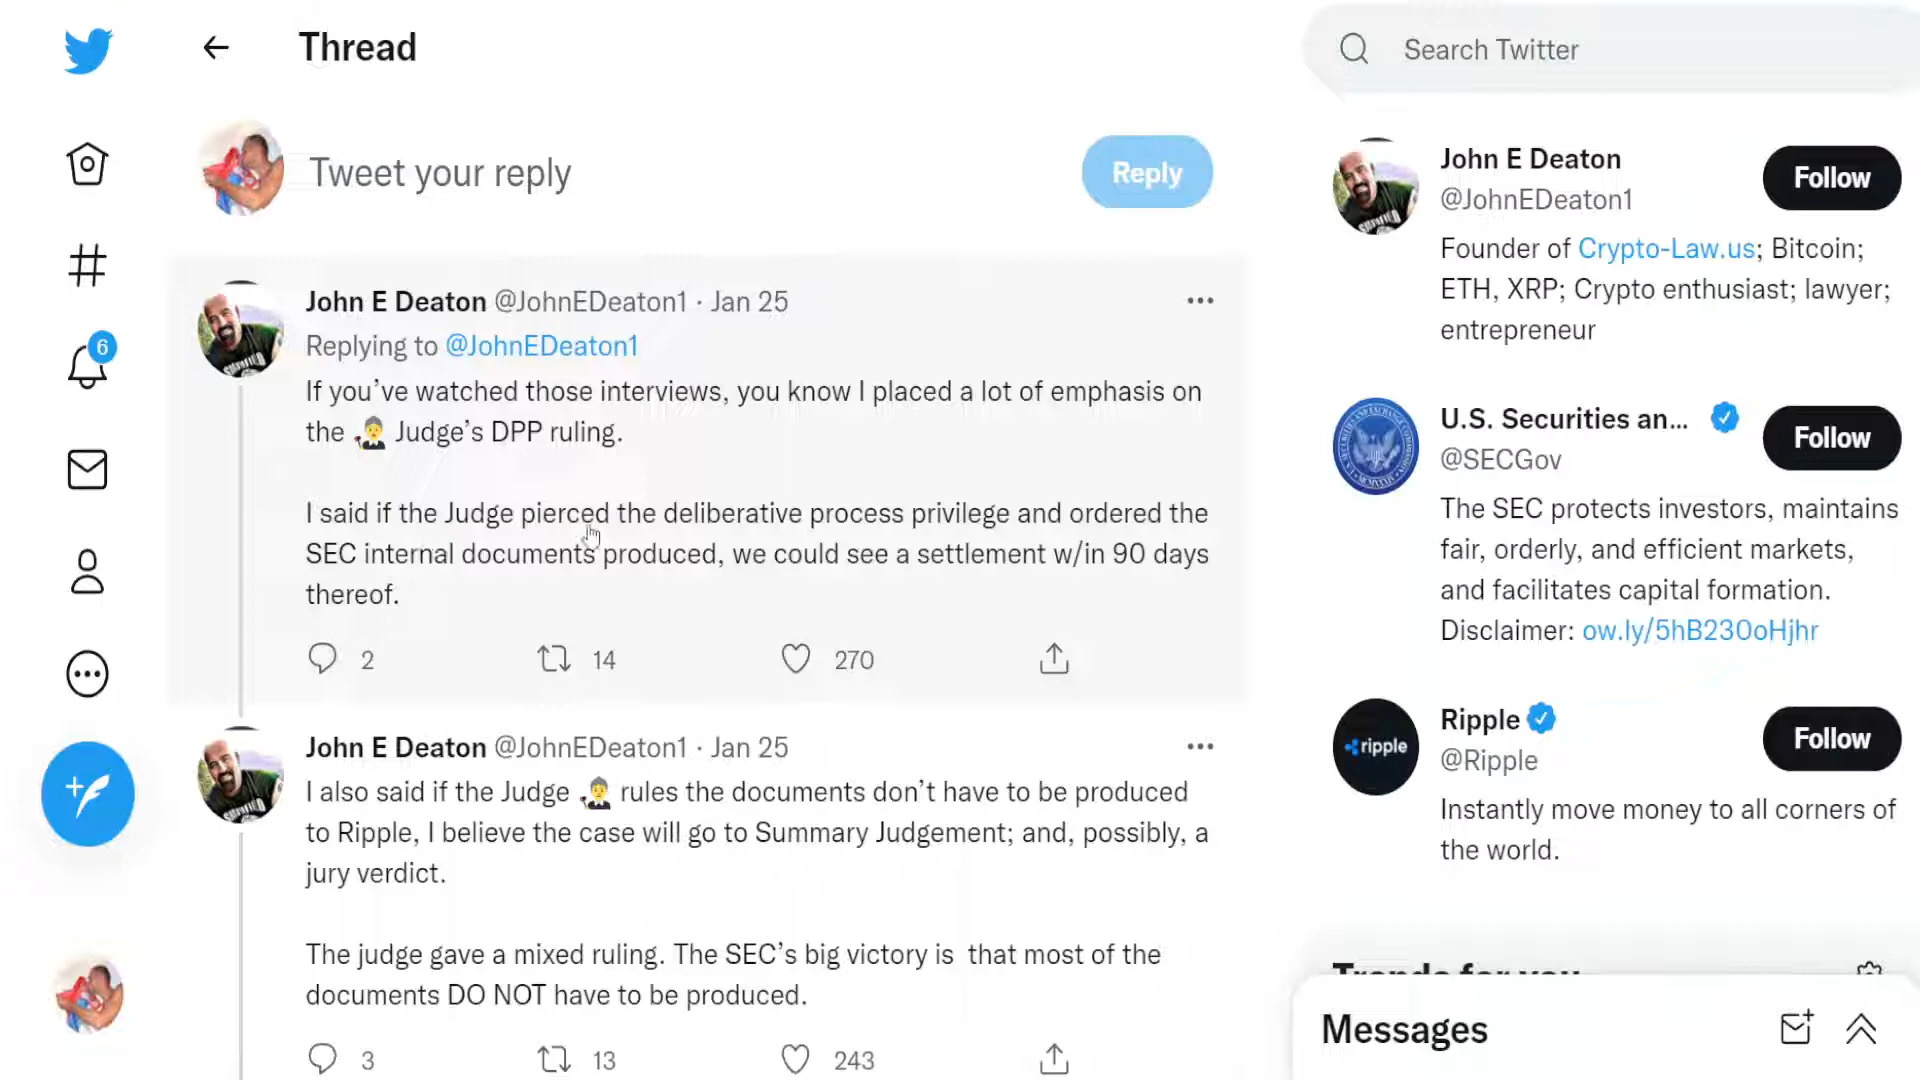 Thread
Tweet your reply
Reply
John E Deaton @JohnEDeaton1 · Jan 25
Replying to @JohnEDeaton1
If you’ve watched those interviews, you know I placed a lot of emphasis on
the Judge’s DPP ruling.
I said if the Judge pierced the deliberative process privilege and ordered the
SEC internal documents produced, we could see a settlement w/in 90 days
thereof.
2 14 270
John E Deaton @JohnEDeaton1 · Jan 25
I also said if the Judge rules the documents don’t have to be produced
to Ripple, I believe the case will go to Summary Judgement; and, possibly, a
jury verdict.
The judge gave a mixed ruling. The SEC’s big victory is that most of the
documents DO NOT have to be produced.
3 13 243
6
Search Twitter
John E Deaton
@JohnEDeaton1
Follow
Founder of Crypto-Law.us; Bitcoin;
ETH, XRP; Crypto enthusiast; lawyer;
entrepreneur
U.S. Securities an...
@SECGov
Follow
The SEC protects investors, maintains
fair, orderly, and efficient markets,
and facilitates capital formation.
Disclaimer: ow.ly/5hB230oHjhr
ripple
Ripple
@Ripple
Follow
Instantly move money to all corners of
the world.
Trends for you
Messages